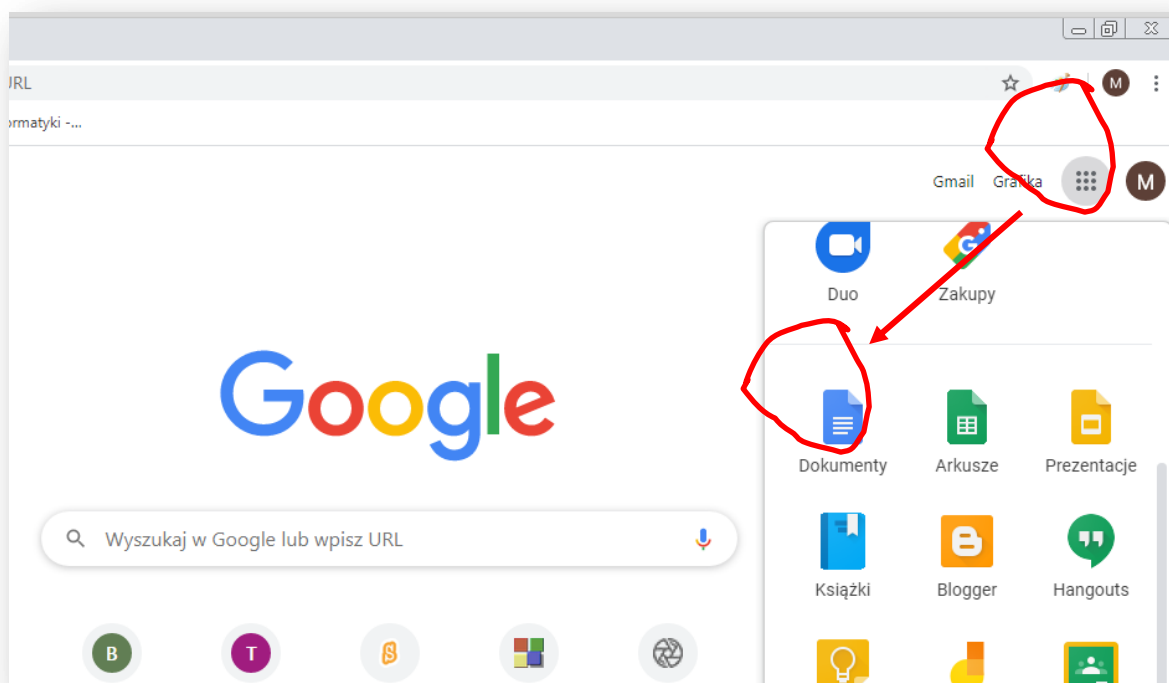 URL
ormatyki -...
M
Gmail Grafika
M
Duo
Zakupy
Google
Dokumenty
Arkusze
Prezentacje
Wyszukaj w Google lub wpisz URL
Książki
Blogger
Hangouts
B
T